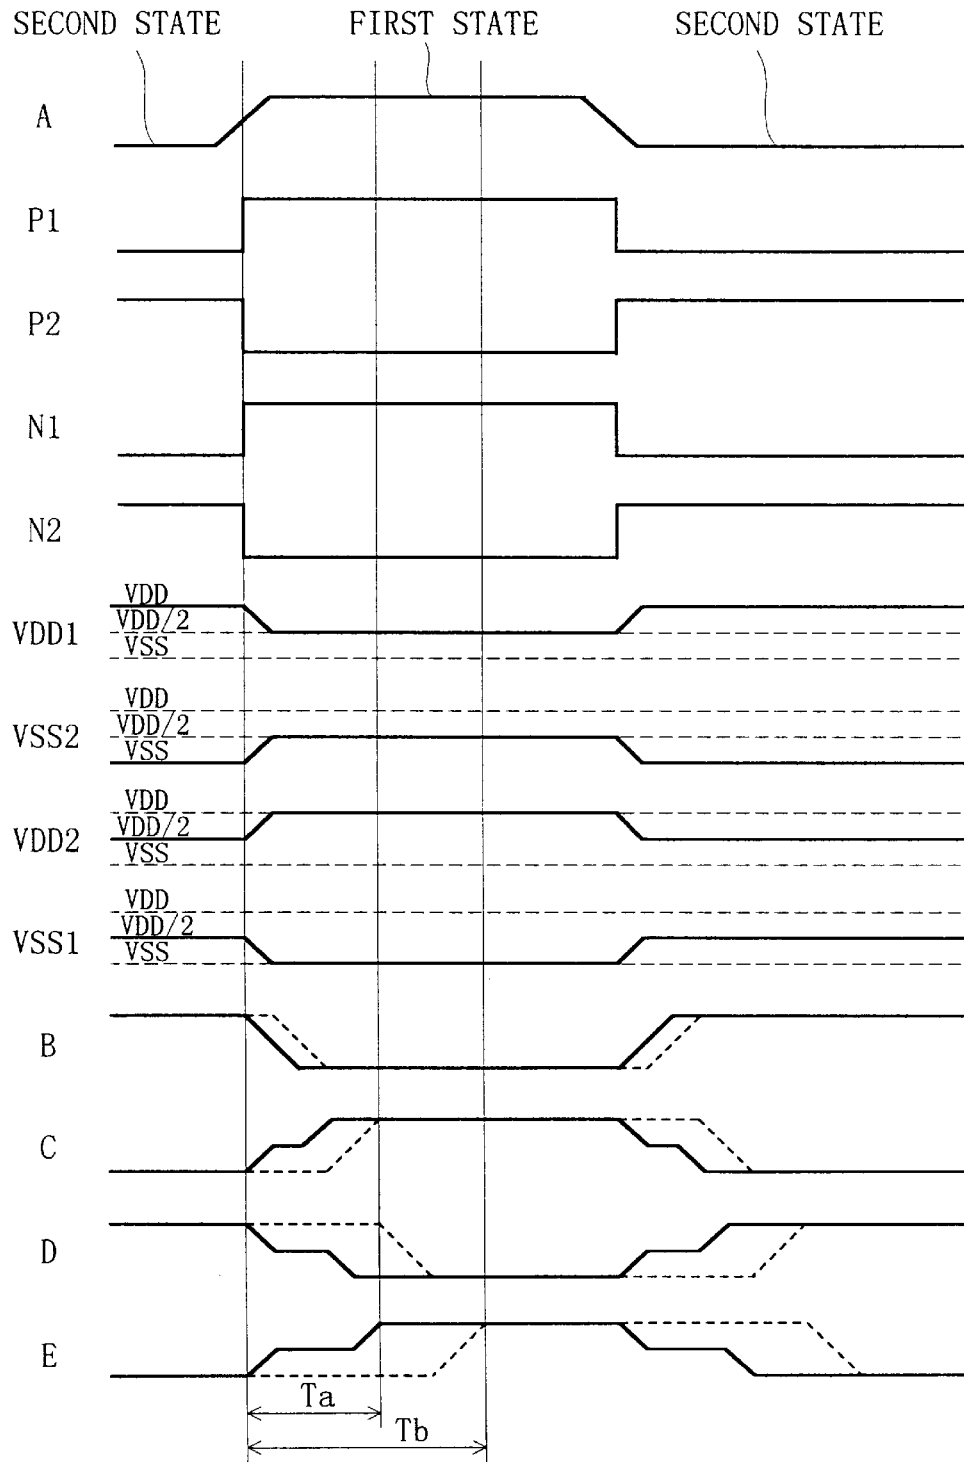 SECOND STATE FIRST STATE SECOND STATE
A
P1
P2
N1
N2
VDD
VDD/2
VDD1
VSS
VDD
VDD/2
VSS2
VSS
VDD
VDD/2
VDD2
VSS
VDD
VDD/2
VSS1
VSS
B
C
D
E
Ta
Tb